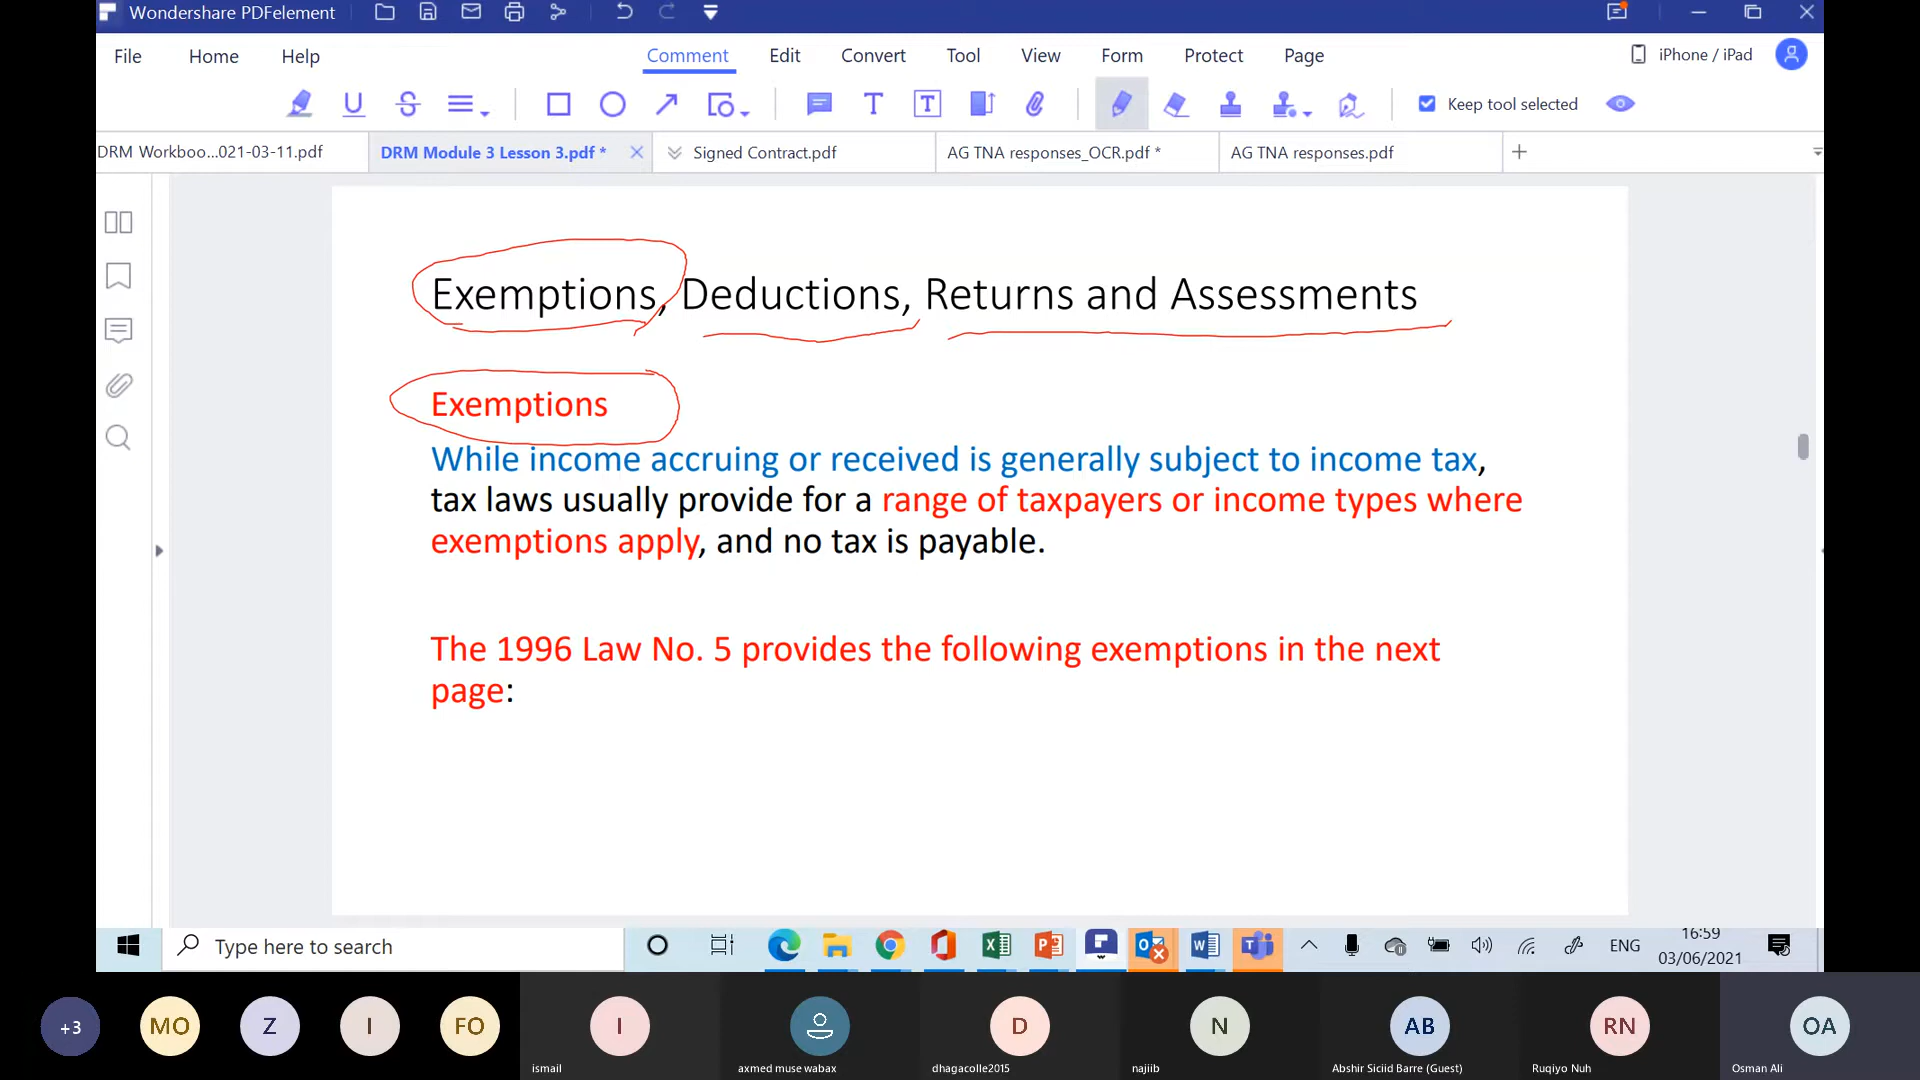 Wondershare PDFelement
File Home Help Comment Edit Convert Tool View Form Protect Page iPhone / iPad
Keep tool selected
DRM Workboo...021-03-11.pdf DRM Module 3 Lesson 3.pdf * Signed Contract.pdf AG TNA responses_OCR.pdf * AG TNA responses.pdf
Exemptions, Deductions, Returns and Assessments
Exemptions
While income accruing or received is generally subject to income tax,
tax laws usually provide for a range of taxpayers or income types where
exemptions apply, and no tax is payable.
The 1996 Law No. 5 provides the following exemptions in the next
page:
Type here to search
ENG
16:59
03/06/2021
+3 MO Z I FO I D N AB RN OA
ismail axmed muse wabax dhagacolle2015 najiib Abshir Siciid Barre (Guest) Ruqiyo Nuh Osman Ali